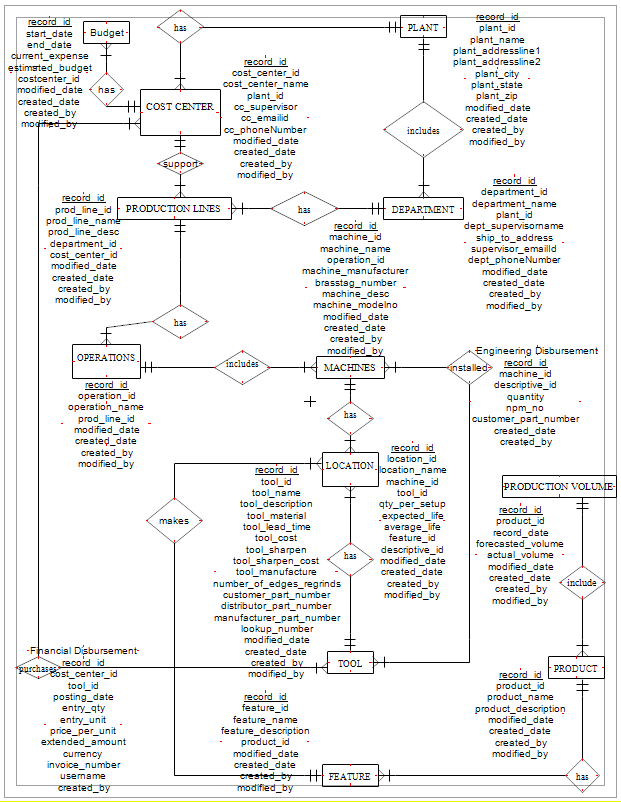 Budget
record_id
start_date
end_date
current_expense
estimated_budget
costcenter_id
modified_date
created_date
created_by
modified_by
has
has
PLANT
record_id
plant_id
plant_name
plant_addressline1
plant_addressline2
plant_city
plant_state
plant_zip
modified_date
created_date
created_by
modified_by
COST CENTER
record_id
cost_center_id
cost_center_name
plant_id
cc_supervisor
cc_emailid
cc_phoneNumber
modified_date
created_date
created_by
modified_by
includes
support
PRODUCTION LINES
record_id
prod_line_id
prod_line_name
prod_line_desc
department_id
cost_center_id
modified_date
created_date
created_by
modified_by
has
DEPARTMENT
record_id
department_id
department_name
plant_id
dept_supervisorname
ship_to_address
supervisor_emailId
dept_phoneNumber
modified_date
created_date
created_by
modified_by
record_id
machine_id
machine_name
operation_id
machine_manufacturer
brasstag_number
machine_desc
machine_modelno
modified_date
created_date
created_by
modified_by
has
OPERATIONS
record_id
operation_id
operation_name
prod_line_id
modified_date
created_date
created_by
modified_by
includes
MACHINES
installed
Engineering Disbursement
record_id
machine_id
descriptive_id
quantity
npm_no
customer_part_number
created_date
created_by
has
LOCATION
record_id
location_id
location_name
machine_id
tool_id
qty_per_setup
expected_life
average_life
feature_id
descriptive_id
modified_date
created_date
created_by
modified_by
record_id
tool_id
tool_name
tool_description
tool_material
tool_lead_time
tool_cost
tool_sharpen
tool_sharpen_cost
tool_manufacture
number_of_edges_regrinds
customer_part_number
distributor_part_number
manufacturer_part_number
lookup_number
modified_date
created_date
created_by
modified_by
makes
has
PRODUCTION VOLUME
record_id
product_id
record_date
forecasted_volume
actual_volume
modified_date
created_date
created_by
modified_by
include
TOOL
PRODUCT
record_id
product_id
product_name
product_description
modified_date
created_date
created_by
modified_by
purchases
Financial Disbursement
record_id
cost_center_id
tool_id
posting_date
entry_qty
entry_unit
price_per_unit
extended_amount
currency
invoice_number
username
created_by
record_id
feature_id
feature_name
feature_description
product_id
modified_date
created_date
created_by
modified_by
FEATURE
has